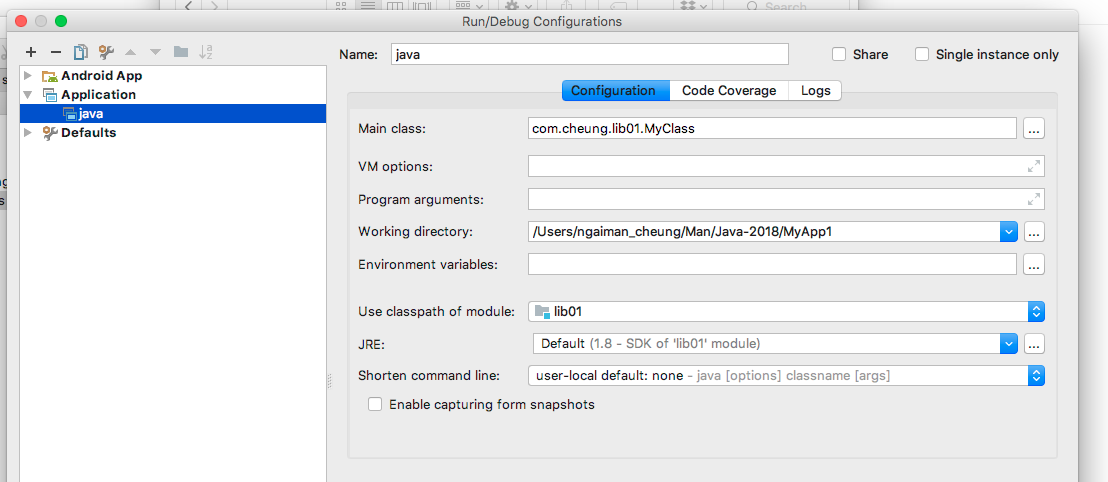 Search
Run/Debug Configurations
Name: java Share Single instance only
Android App
Application
java
Defaults
Configuration Code Coverage Logs
Main class: com.cheung.lib01.MyClass ...
VM options:
Program arguments:
Working directory: /Users/ngaiman_cheung/Man/Java-2018/MyApp1 ...
Environment variables: ...
Use classpath of module: lib01
JRE: Default (1.8 - SDK of 'lib01' module) ...
Shorten command line: user-local default: none - java [options] classname [args]
Enable capturing form snapshots